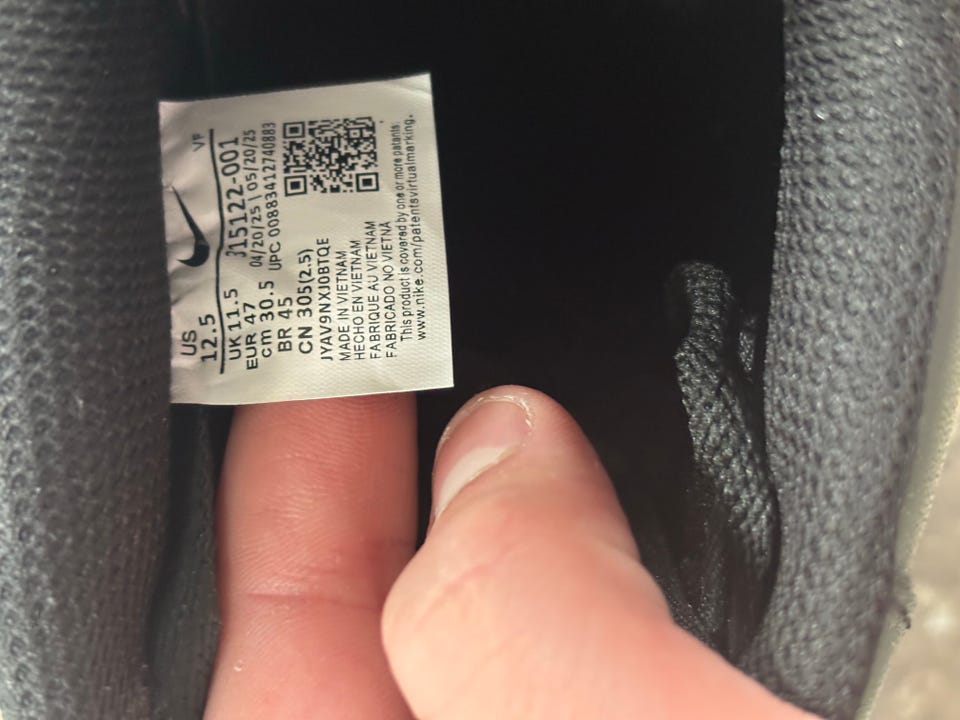 VF
US
12.5
315122-001
UK 11.5
04/20/25 | 05/20/25
EUR 47
UPC 00883412740883
cm 30.5
BR 45
CN 305(2.5)
JYAV9NXJ0BTQE
MADE IN VIETNAM
HECHO EN VIETNAM
FABRIQUE AU VIETNAM
FABRICADO NO VIETNÃ
This product is covered by one or more patents:
www.nike.com/patentsvirtualmarking.